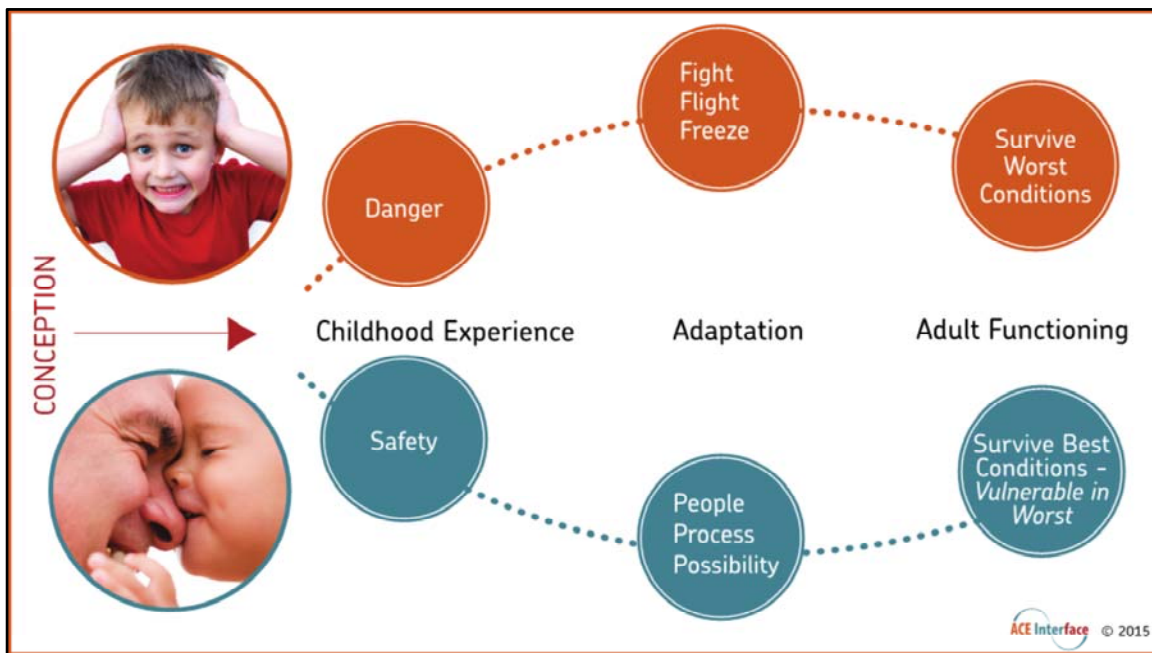 CONCEPTION
Danger
Fight
Flight
Freeze
Survive
Worst
Conditions
Childhood Experience
Adaptation
Adult Functioning
Safety
People
Process
Possibility
Survive Best
Conditions –
Vulnerable in
Worst
ACE Interface © 2015